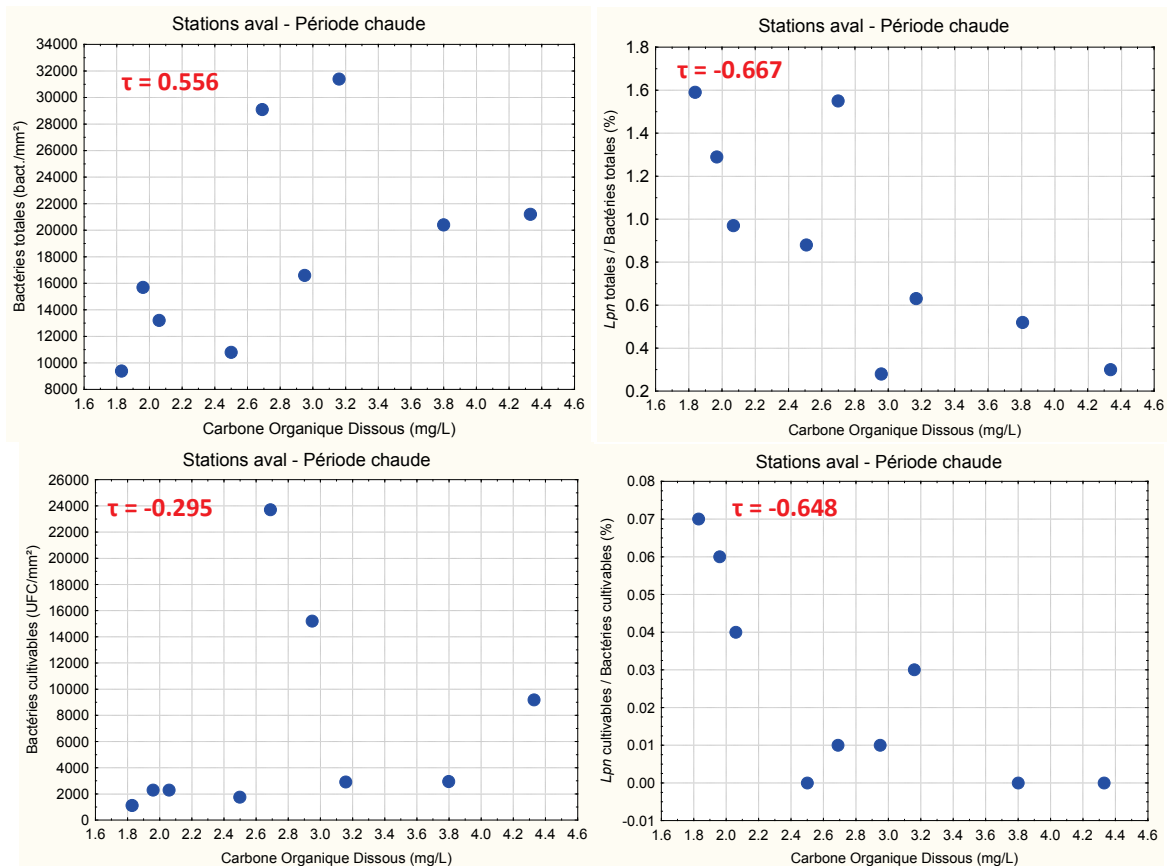 Stations aval - Période chaude
τ = 0.556
Bactéries totales (bact./mm²)
34000
32000
30000
28000
26000
24000
22000
20000
18000
16000
14000
12000
10000
8000
1.6 1.8 2.0 2.2 2.4 2.6 2.8 3.0 3.2 3.4 3.6 3.8 4.0 4.2 4.4 4.6
Carbone Organique Dissous (mg/L)
Stations aval - Période chaude
τ = -0.667
Lpn totales / Bactéries totales (%)
1.8
1.6
1.4
1.2
1.0
0.8
0.6
0.4
0.2
1.6 1.8 2.0 2.2 2.4 2.6 2.8 3.0 3.2 3.4 3.6 3.8 4.0 4.2 4.4 4.6
Carbone Organique Dissous (mg/L)
Stations aval - Période chaude
τ = -0.295
Bactéries cultivables (UFC/mm²)
26000
24000
22000
20000
18000
16000
14000
12000
10000
8000
6000
4000
2000
0
1.6 1.8 2.0 2.2 2.4 2.6 2.8 3.0 3.2 3.4 3.6 3.8 4.0 4.2 4.4 4.6
Carbone Organique Dissous (mg/L)
Stations aval - Période chaude
τ = -0.648
Lpn cultivables / Bactéries cultivables (%)
0.08
0.07
0.06
0.05
0.04
0.03
0.02
0.01
0.00
-0.01
1.6 1.8 2.0 2.2 2.4 2.6 2.8 3.0 3.2 3.4 3.6 3.8 4.0 4.2 4.4 4.6
Carbone Organique Dissous (mg/L)